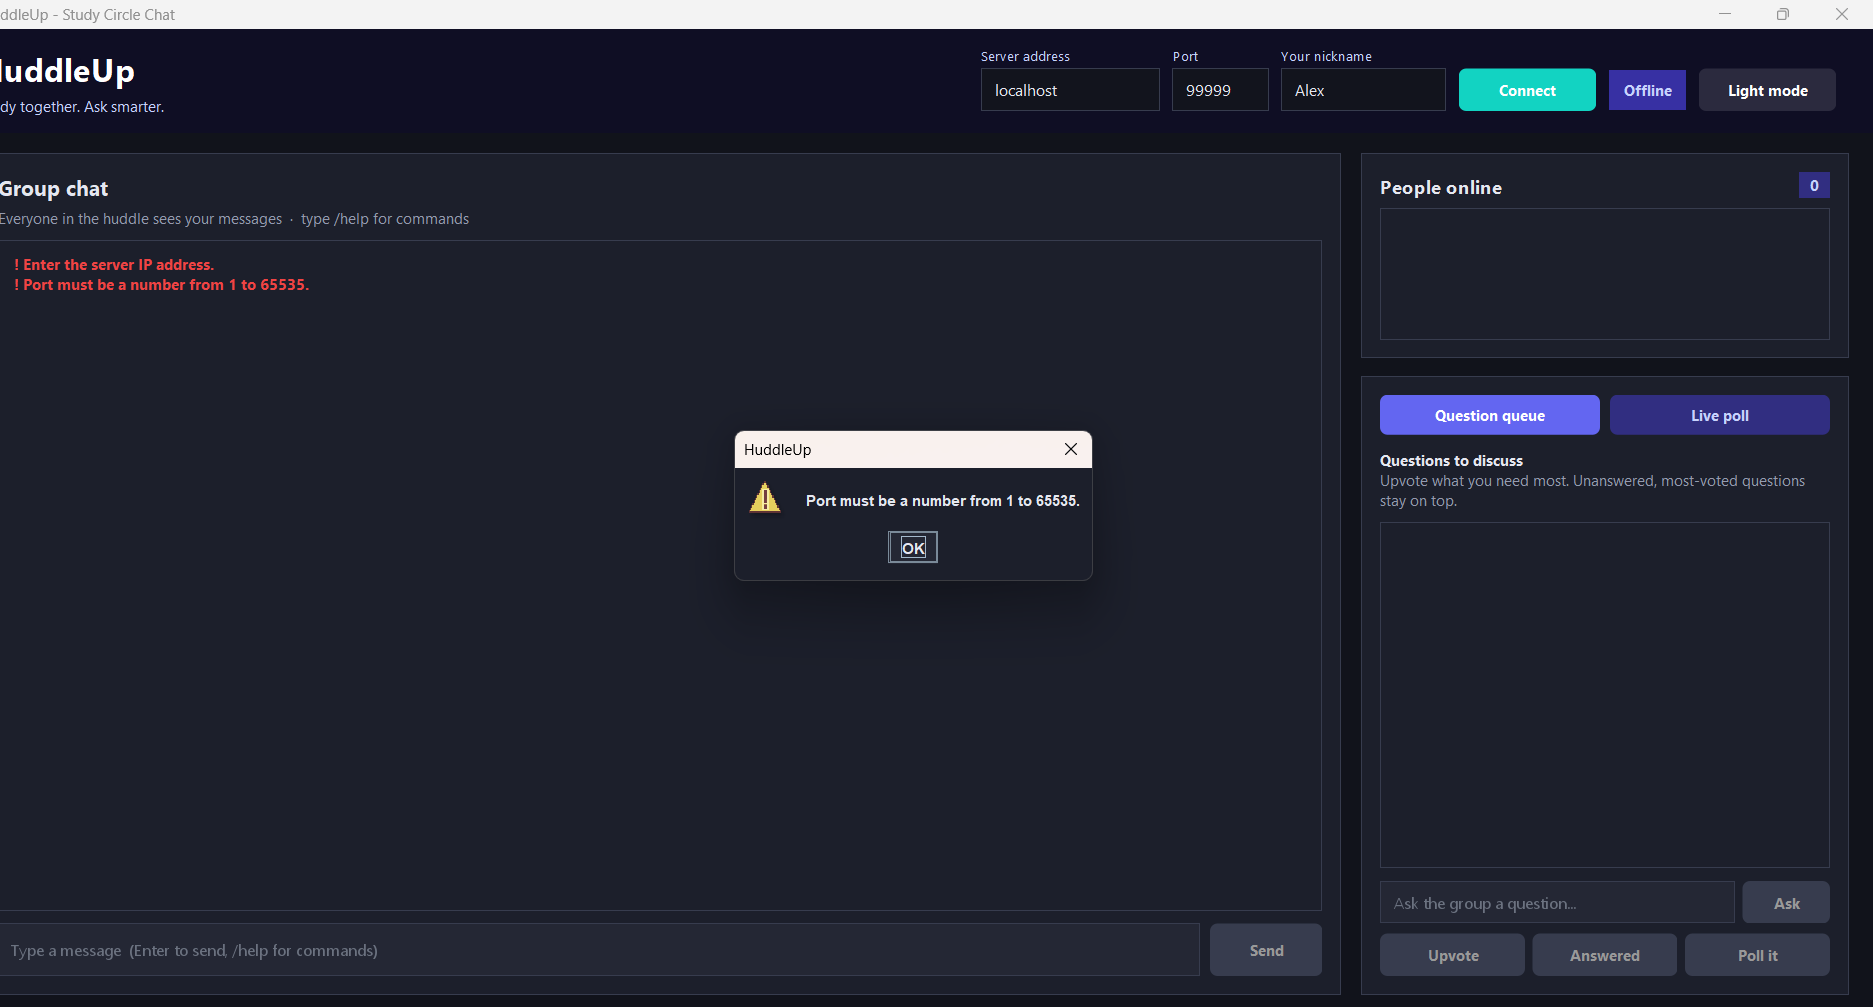 ddleUp - Study Circle Chat
uddleUp
dy together. Ask smarter.
Server address
Port
Your nickname
localhost
99999
Alex
Connect
Offline
Light mode
Group chat
Everyone in the huddle sees your messages · type /help for commands
! Enter the server IP address.
! Port must be a number from 1 to 65535.
People online
0
Question queue
Live poll
Questions to discuss
Upvote what you need most. Unanswered, most-voted questions
stay on top.
HuddleUp
Port must be a number from 1 to 65535.
OK
Ask the group a question...
Ask
Type a message (Enter to send, /help for commands)
Send
Upvote
Answered
Poll it